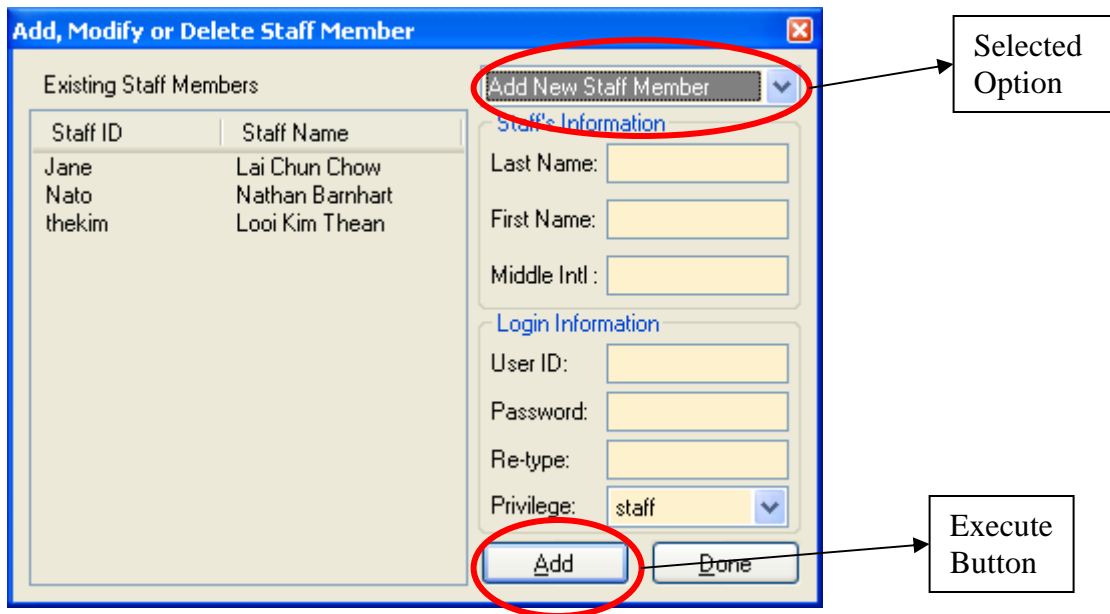 Add, Modify or Delete Staff Member
Existing Staff Members
Staff ID Staff Name
Jane Lai Chun Chow
Nato Nathan Barnhart
thekim Looi Kim Thean
Add New Staff Member
Staff's Information
Last Name:
First Name:
Middle Intl :
Login Information
User ID:
Password:
Re-type:
Privilege: staff
Add Done
Selected
Option
Execute
Button